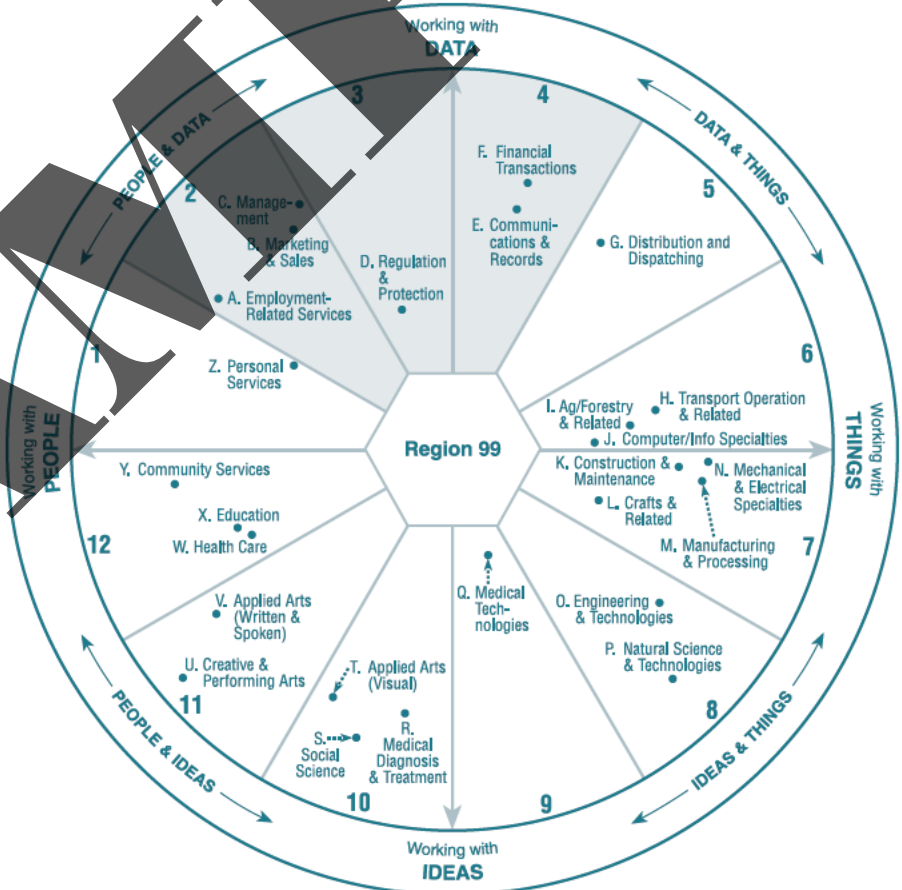 Working with
DATA
PEOPLE & DATA
DATA & THINGS
3
4
2
5
1
6
F. Financial
Transactions
C. Manage-
ment
B. Marketing
& Sales
E. Communi-
cations &
Records
D. Regulation
&
Protection
G. Distribution and
Dispatching
A. Employment-
Related Services
Z. Personal
Services
I. Ag/Forestry
& Related
H. Transport Operation
& Related
J. Computer/Info Specialties
Working with
PEOPLE
Region 99
Working with
THINGS
Y. Community Services
K. Construction &
Maintenance
N. Mechanical
& Electrical
Specialties
L. Crafts &
Related
X. Education
W. Health Care
12
M. Manufacturing
& Processing
7
V. Applied Arts
(Written &
Spoken)
Q. Medical
Tech-
nologies
O. Engineering
& Technologies
P. Natural Science
& Technologies
U. Creative &
Performing Arts
T. Applied Arts
(Visual)
11
8
S.
Social
Science
R.
Medical
Diagnosis
& Treatment
10
9
PEOPLE & IDEAS
IDEAS & THINGS
Working with
IDEAS